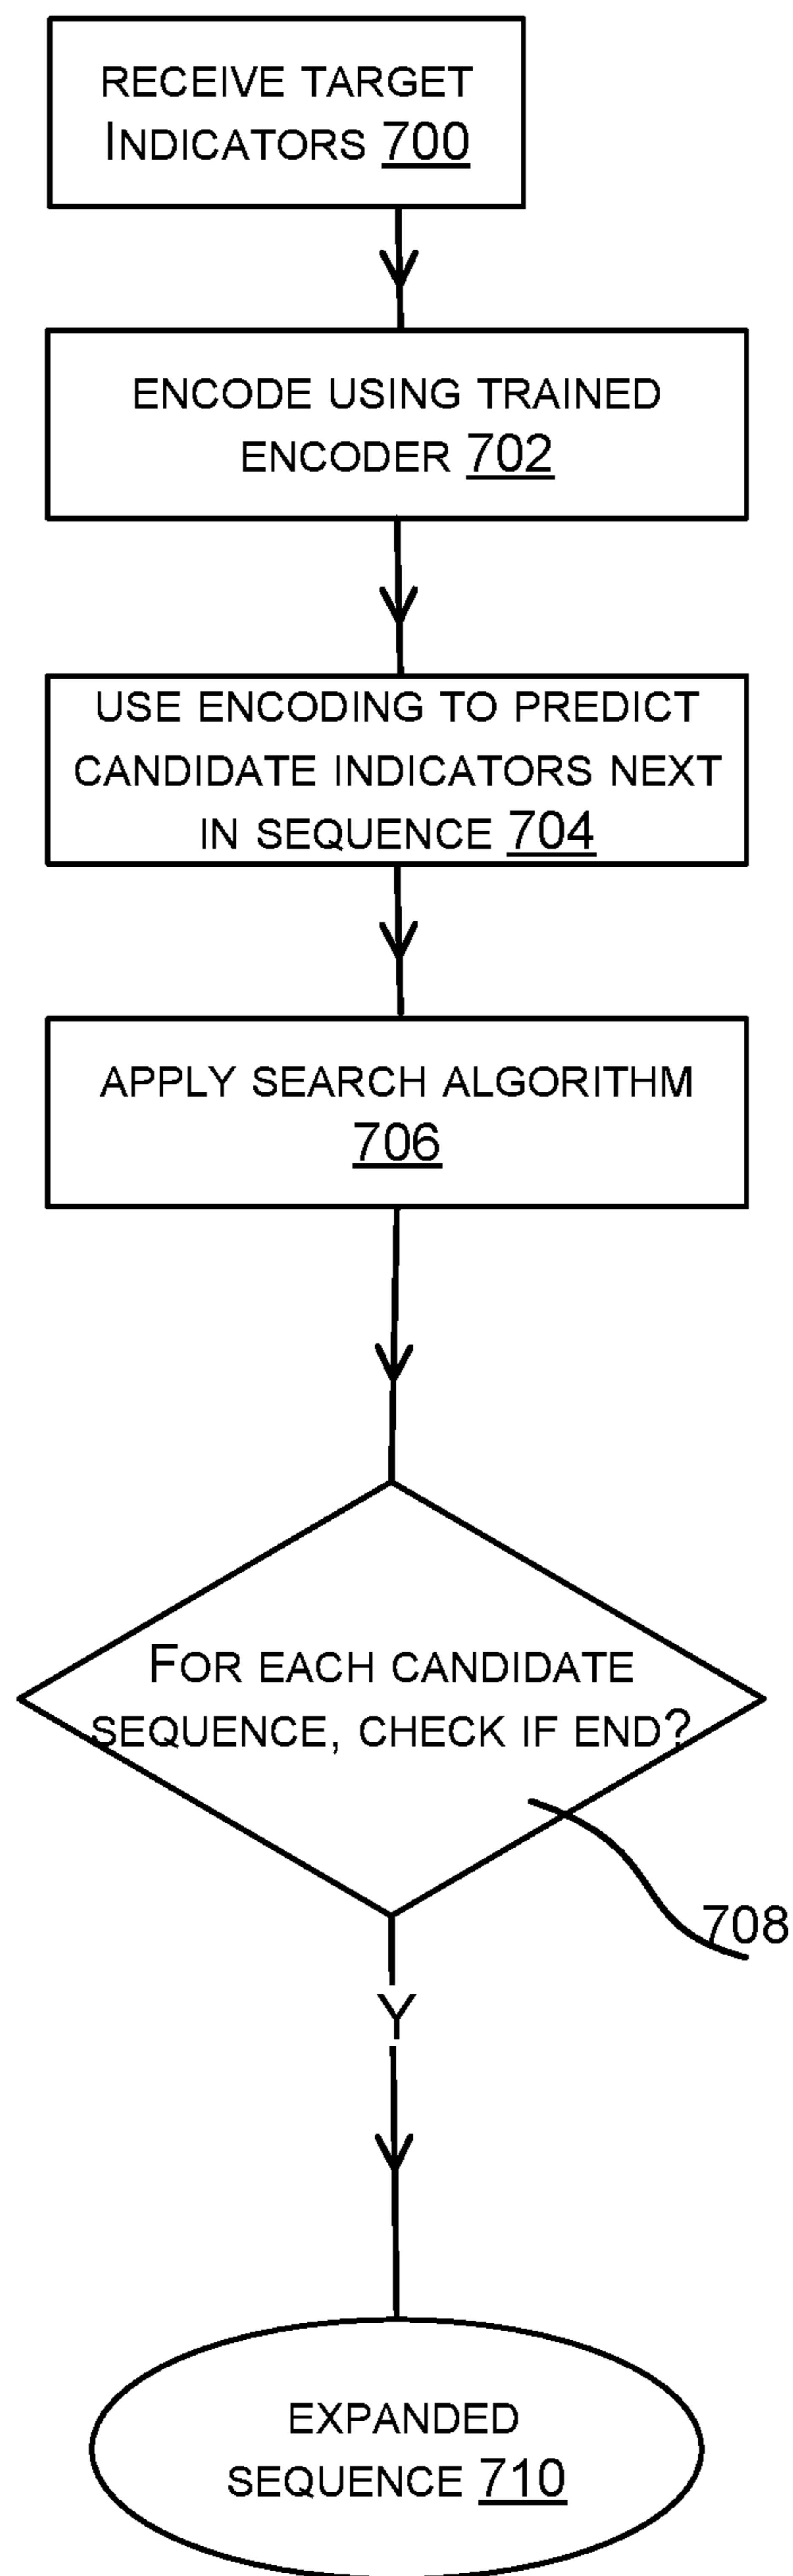 RECEIVE TARGET
INDICATORS 700
ENCODE USING TRAINED
ENCODER 702
USE ENCODING TO PREDICT
CANDIDATE INDICATORS NEXT
IN SEQUENCE 704
APPLY SEARCH ALGORITHM
706
FOR EACH CANDIDATE
SEQUENCE, CHECK IF END?
708
Y
EXPANDED
SEQUENCE 710